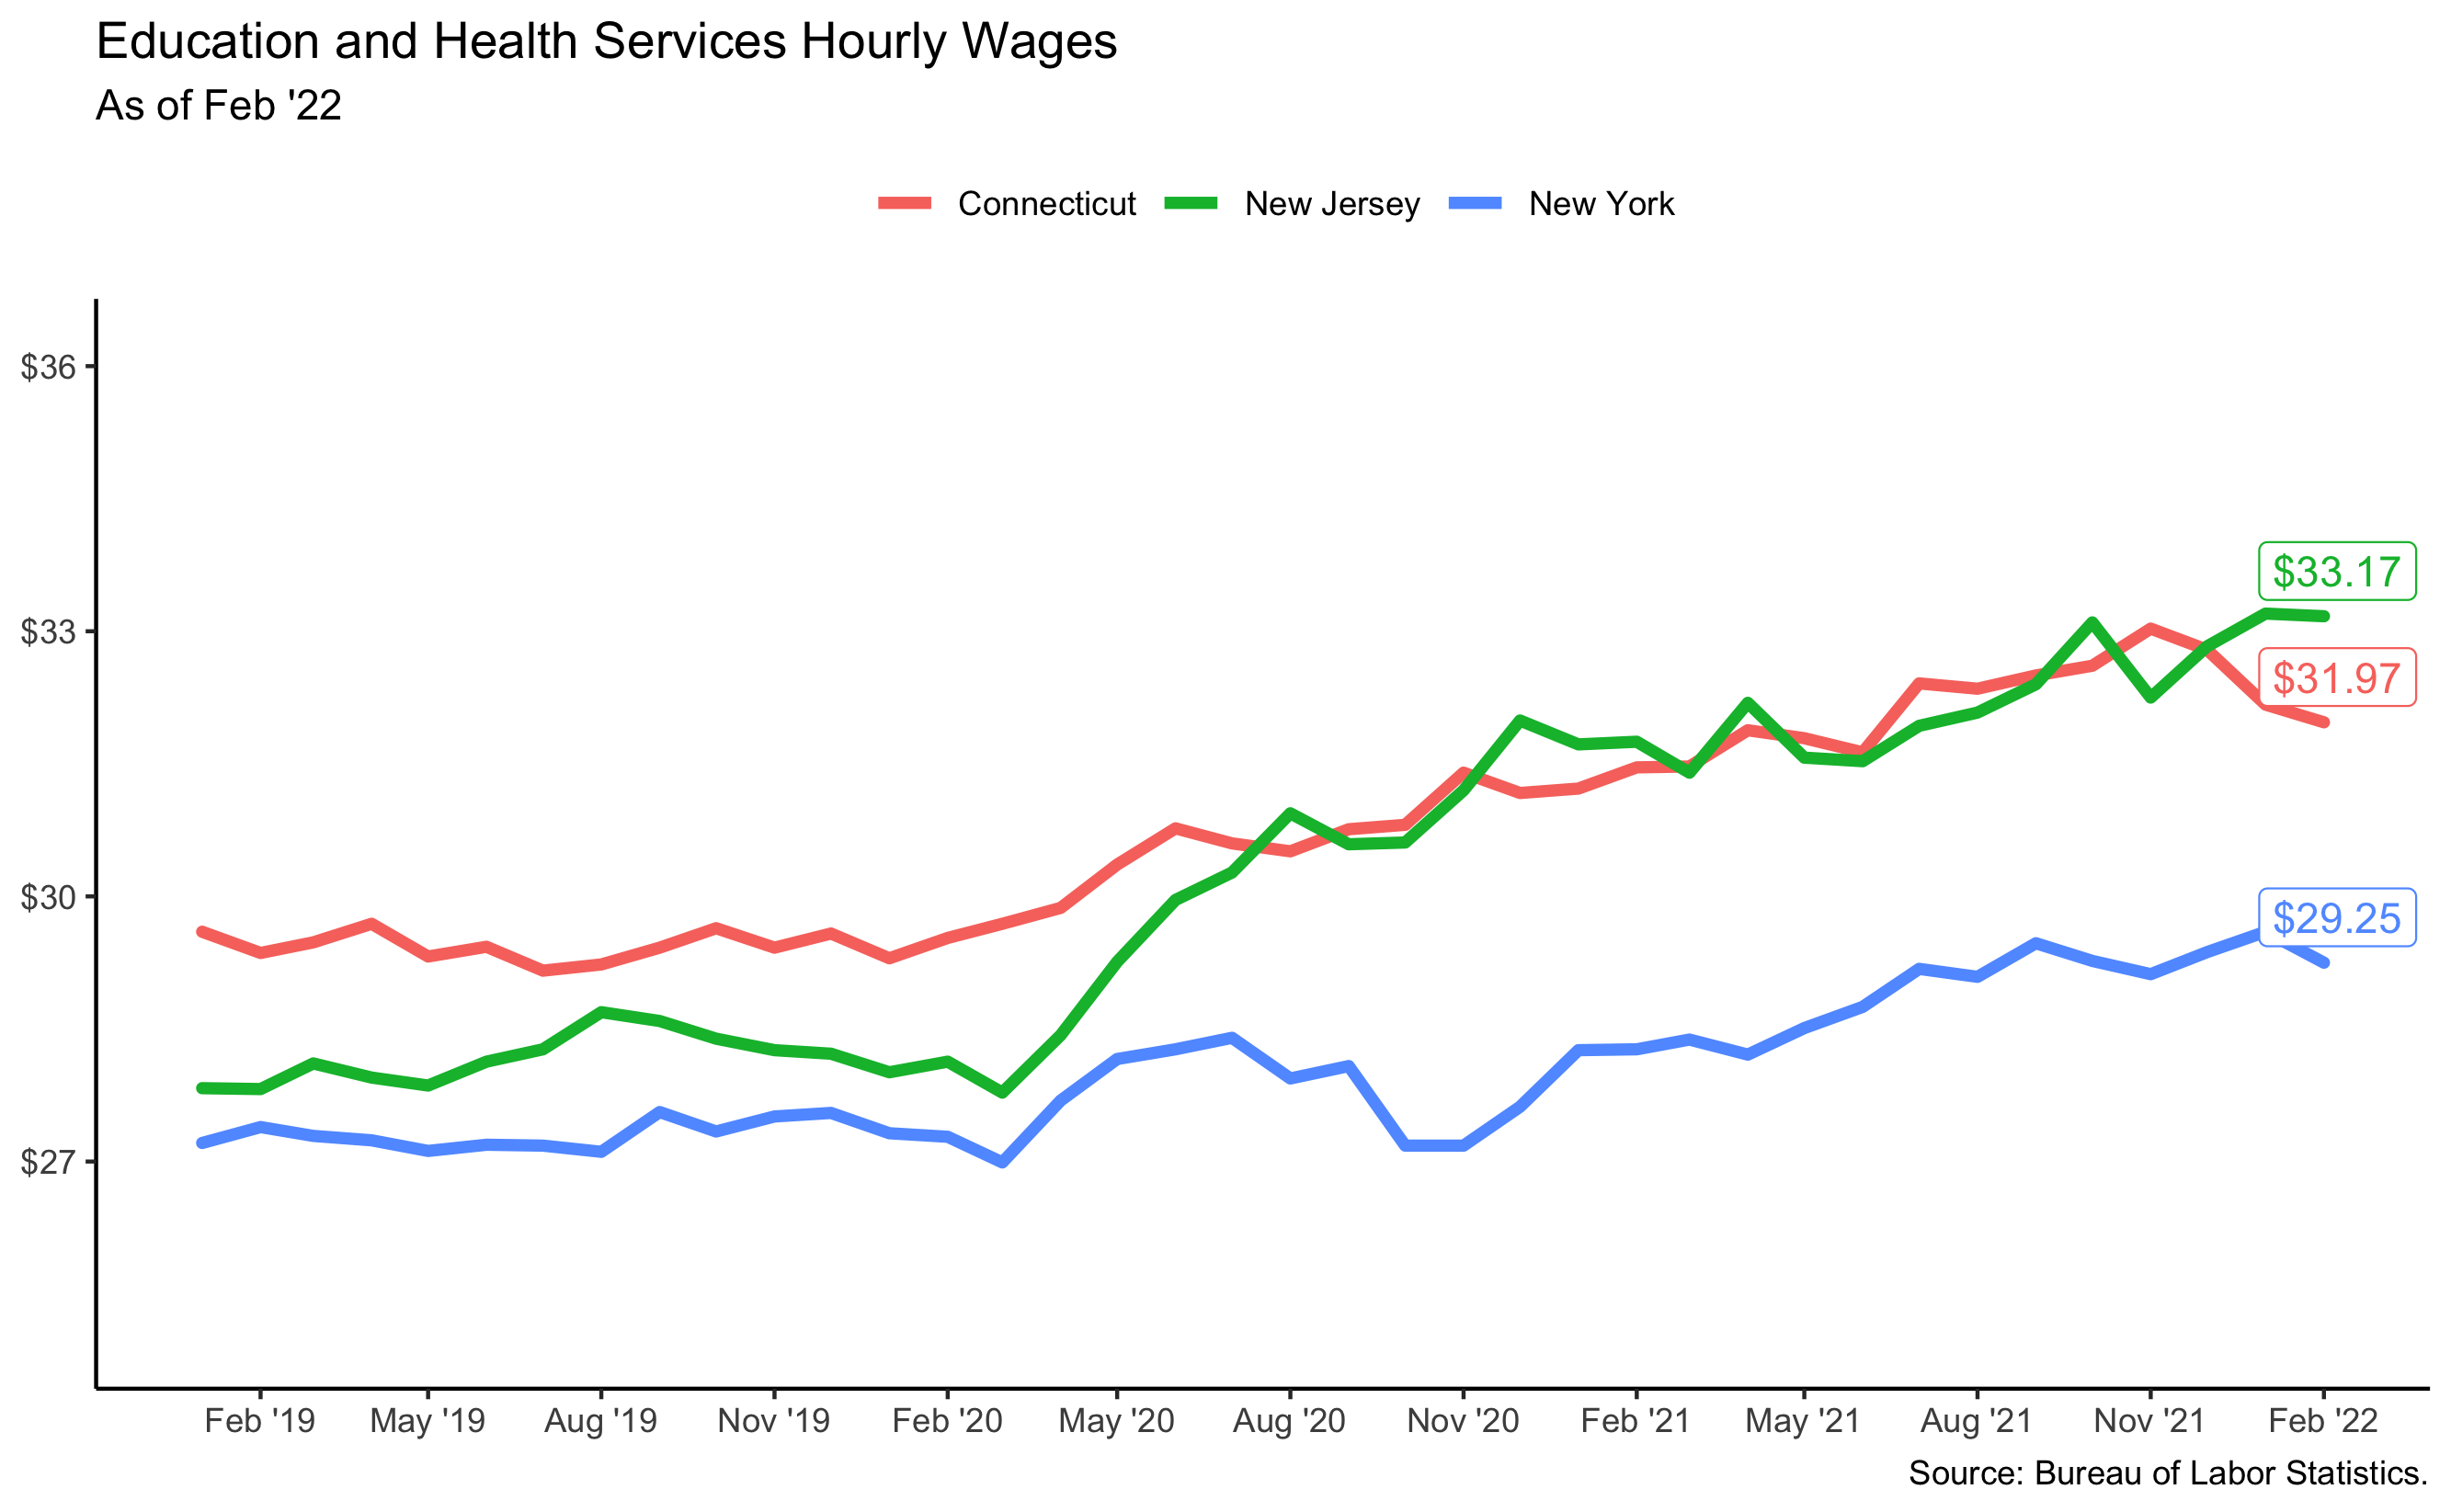 Education and Health Services Hourly Wages
As of Feb '22
Connecticut New Jersey New York
$36
$33
$30
$27
$33.17
$31.97
$29.25
Feb '19 May '19 Aug '19 Nov '19 Feb '20 May '20 Aug '20 Nov '20 Feb '21 May '21 Aug '21 Nov '21 Feb '22
Source: Bureau of Labor Statistics.